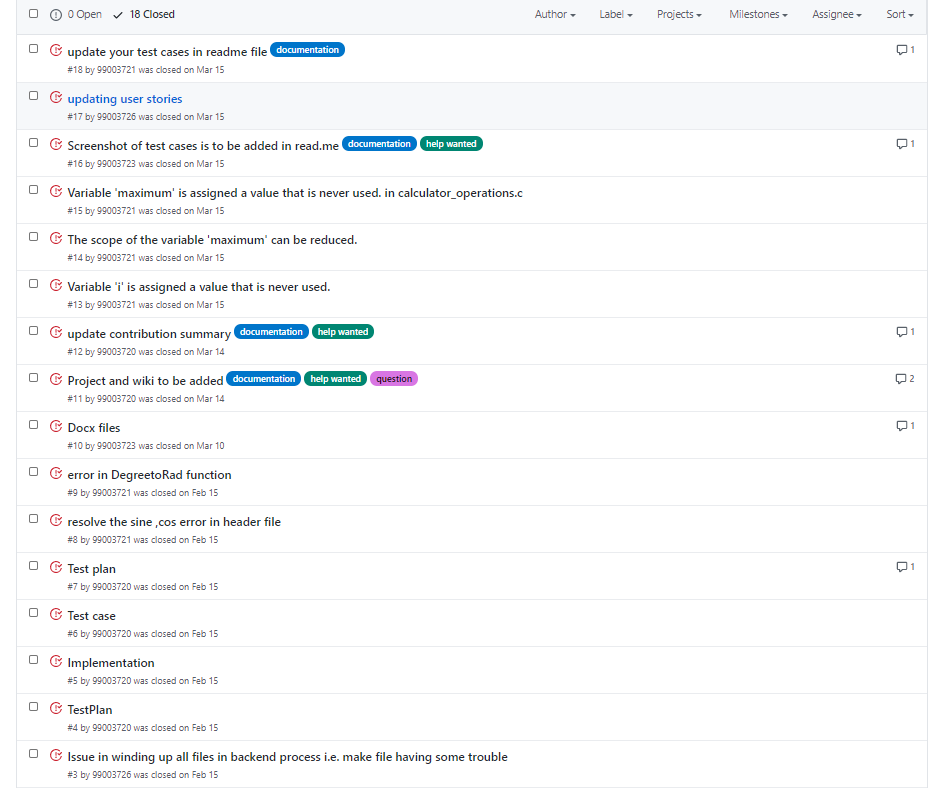 0 Open 18 Closed Author Label Projects Milestones Assignee Sort
update your test cases in readme file documentation 1
#18 by 99003721 was closed on Mar 15
updating user stories
#17 by 99003726 was closed on Mar 15
Screenshot of test cases is to be added in read.me documentation help wanted 1
#16 by 99003723 was closed on Mar 15
Variable 'maximum' is assigned a value that is never used. in calculator_operations.c
#15 by 99003721 was closed on Mar 15
The scope of the variable 'maximum' can be reduced.
#14 by 99003721 was closed on Mar 15
Variable 'i' is assigned a value that is never used.
#13 by 99003721 was closed on Mar 15
update contribution summary documentation help wanted 1
#12 by 99003720 was closed on Mar 14
Project and wiki to be added documentation help wanted question 2
#11 by 99003720 was closed on Mar 14
Docx files 1
#10 by 99003723 was closed on Mar 10
error in DegreetoRad function
#9 by 99003721 was closed on Feb 15
resolve the sine ,cos error in header file
#8 by 99003721 was closed on Feb 15
Test plan 1
#7 by 99003720 was closed on Feb 15
Test case
#6 by 99003720 was closed on Feb 15
Implementation
#5 by 99003720 was closed on Feb 15
TestPlan
#4 by 99003720 was closed on Feb 15
Issue in winding up all files in backend process i.e. make file having some trouble
#3 by 99003726 was closed on Feb 15